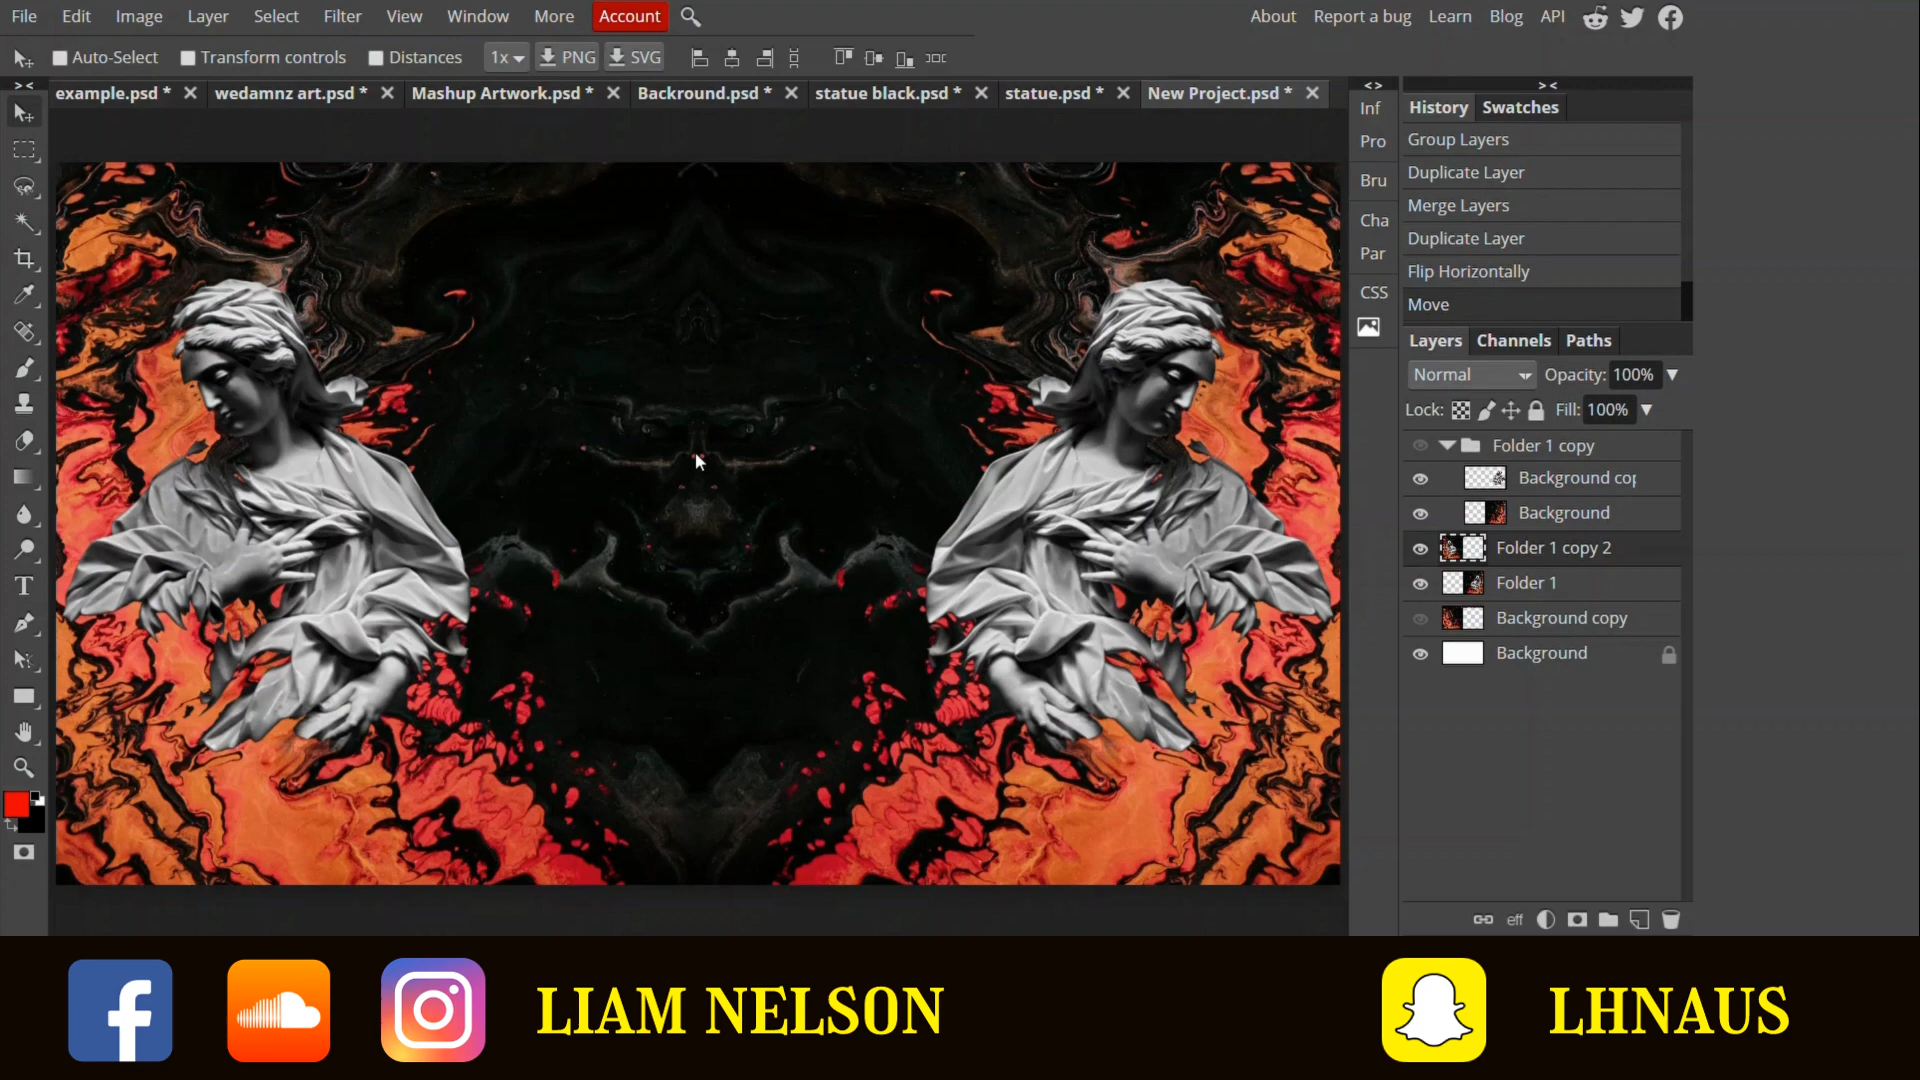 File Edit Image Layer Select Filter View Window More Account
About Report a bug Learn Blog API
Auto-Select Transform controls Distances 1x PNG SVG
example.psd * wedamnz art.psd * Mashup Artwork.psd * Backround.psd * statue black.psd * statue.psd * New Project.psd *
Inf
Pro
Bru
Cha
Par
CSS
History Swatches
Group Layers
Duplicate Layer
Merge Layers
Duplicate Layer
Flip Horizontally
Move
Layers Channels Paths
Normal Opacity: 100%
Lock: Fill: 100%
Folder 1 copy
Background cop
Background
Folder 1 copy 2
Folder 1
Background copy
Background
eff
LIAM NELSON
LHNAUS